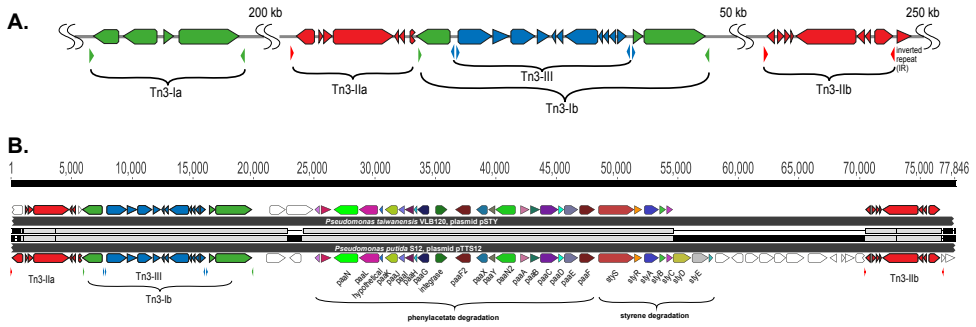 A.
200 kb
50 kb
250 kb
inverted
repeat
(IR)
Tn3-Ia
Tn3-IIa
Tn3-III
Tn3-Ib
Tn3-IIb
B.
1 5,000 10,000 15,000 20,000 25,000 30,000 35,000 40,000 45,000 50,000 55,000 60,000 65,000 70,000 75,000 77,846
Pseudomonas taiwanensis VLB120, plasmid pSTY
Pseudomonas putida S12, plasmid pTTS12
Tn3-IIa
Tn3-III
Tn3-Ib
Tn3-IIb
paaN
paaL
hypothetical
paaK
paaJ
paaI
paaH
paaG
integrase
paaF2
paaX
paaY
paaN2
paaA
paaB
paaC
paaD
paaE
paaF
styS
styR
styA
styB
styC
styD
styE
phenylacetate degradation
styrene degradation